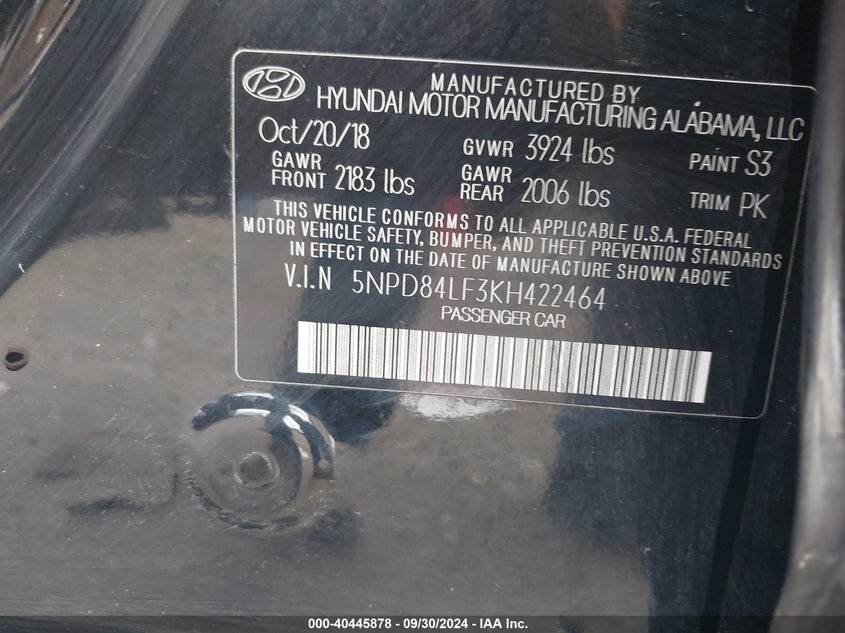 MANUFACTURED BY
HYUNDAI MOTOR MANUFACTURING ALABAMA, LLC
Oct/20/18 GVWR 3924 lbs PAINT S3
GAWR FRONT 2183 lbs GAWR REAR 2006 lbs TRIM PK
THIS VEHICLE CONFORMS TO ALL APPLICABLE U.S.A. FEDERAL
MOTOR VEHICLE SAFETY, BUMPER, AND THEFT PREVENTION STANDARDS
IN EFFECT ON THE DATE OF MANUFACTURE SHOWN ABOVE
V.I.N 5NPD84LF3KH422464
PASSENGER CAR
000-40445878 - 09/30/2024 - IAA Inc.